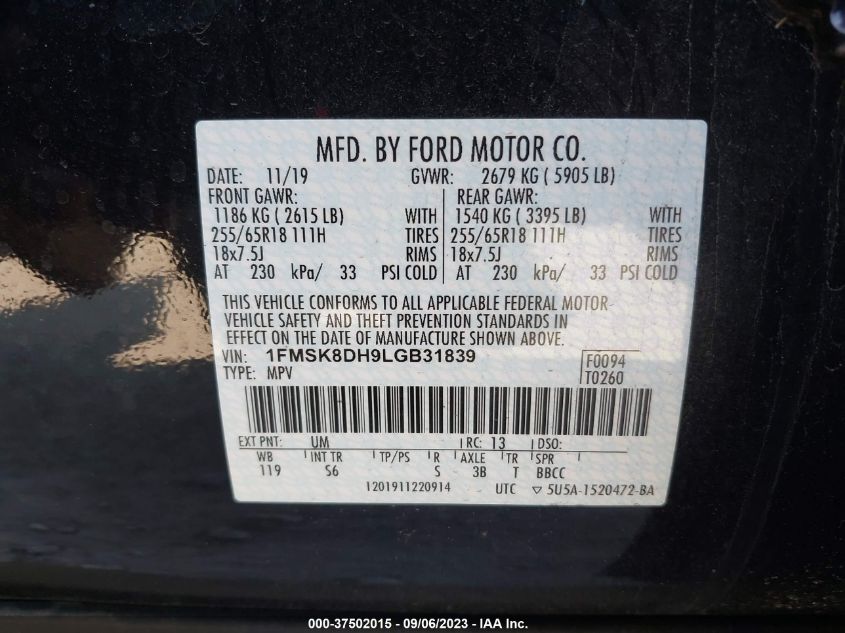 MFD. BY FORD MOTOR CO.
DATE: 11/19 GVWR: 2679 KG ( 5905 LB)
FRONT GAWR: REAR GAWR:
1186 KG ( 2615 LB) WITH 1540 KG ( 3395 LB) WITH
255/65R18 111H TIRES 255/65R18 111H TIRES
18x7.5J RIMS 18x7.5J RIMS
AT 230 kPa/ 33 PSI COLD AT 230 kPa/ 33 PSI COLD
THIS VEHICLE CONFORMS TO ALL APPLICABLE FEDERAL MOTOR
VEHICLE SAFETY AND THEFT PREVENTION STANDARDS IN
EFFECT ON THE DATE OF MANUFACTURE SHOWN ABOVE.
VIN: 1FMSK8DH9LGB31839 F0094
TYPE: MPV T0260
EXT PNT: UM RC: 13 DSO:
WB INT TR TP/PS R AXLE TR SPR
119 S6 S 3B T BBCC
1201911220914 UTC ▽ 5U5A-1520472-BA
000-37502015 - 09/06/2023 - IAA Inc.